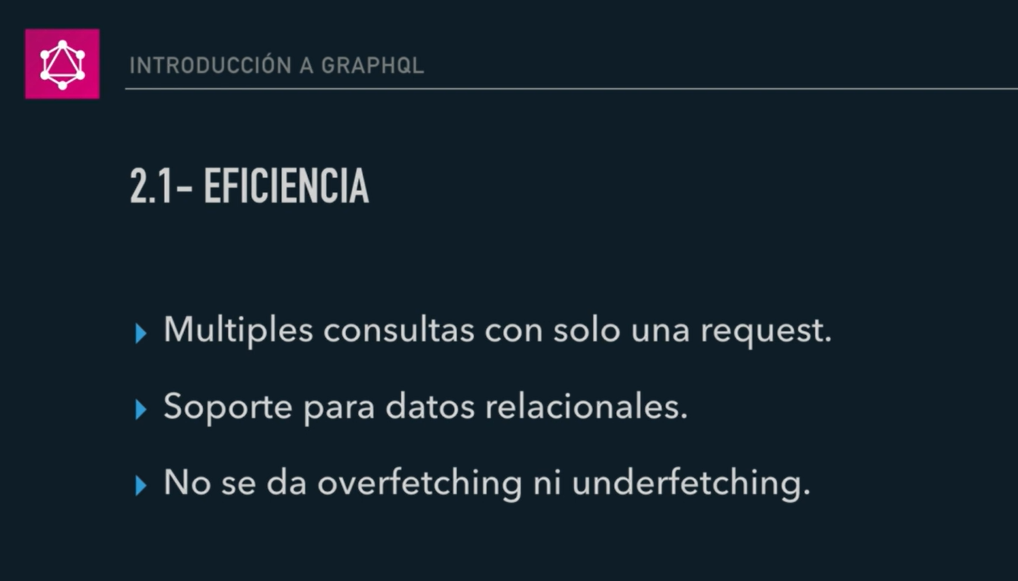 INTRODUCCIÓN A GRAPHQL
2.1- EFICIENCIA
Multiples consultas con solo una request.
Soporte para datos relacionales.
No se da overfetching ni underfetching.